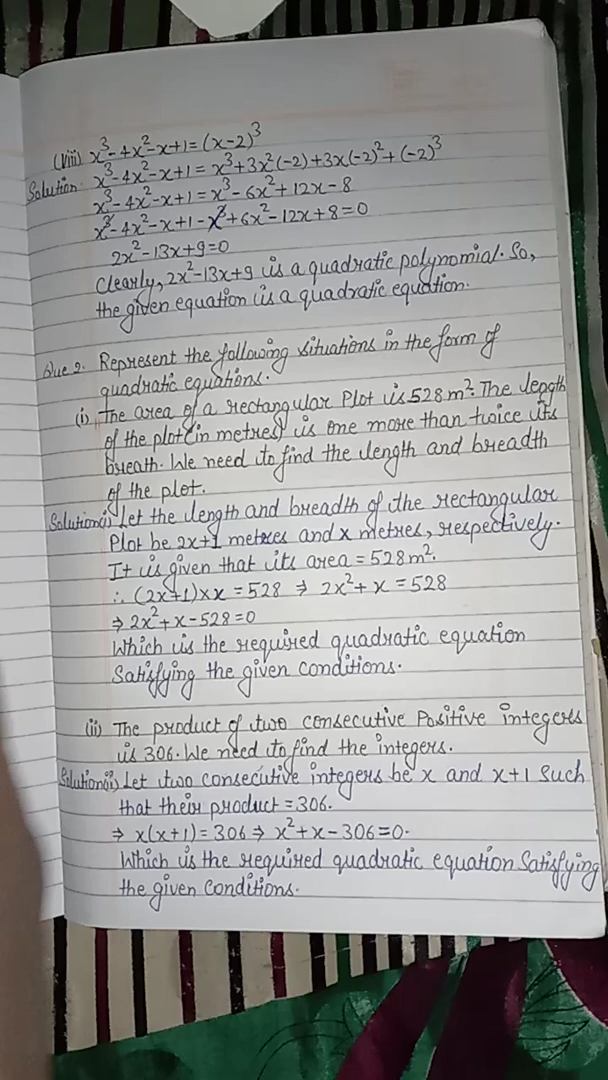 (viii) x³-4x²-x+1=(x-2)³
Solution. x³-4x²-x+1 = x³+3x²(-2)+3x(-2)²+(-2)³
x³-4x²-x+1 = x³-6x²+12x-8
x³-4x²-x+1-x³+6x²-12x+8=0
2x²-13x+9=0
Clearly, 2x²-13x+9 is a quadratic polynomial. So,
the given equation is a quadratic equation.
Que 2. Represent the following situations in the form of
quadratic equations.
(i) The area of a rectangular Plot is 528 m². The length
of the plot (in metres) is one more than twice its
breath. We need to find the length and breadth
of the plot.
Solution(i) Let the length and breadth of the rectangular
Plot be 2x+1 metres and x metres, respectively.
It is given that its area = 528m².
∴ (2x+1)×x = 528 ⇒ 2x²+x = 528
⇒ 2x²+x-528=0
Which is the required quadratic equation
Satisfying the given conditions.
(ii) The product of two consecutive Positive integers
is 306. We need to find the integers.
Solution(ii) Let two consecutive integers be x and x+1 Such
that their product = 306.
⇒ x(x+1) = 306 ⇒ x²+x-306=0.
Which is the required quadratic equation Satisfying
the given Conditions.